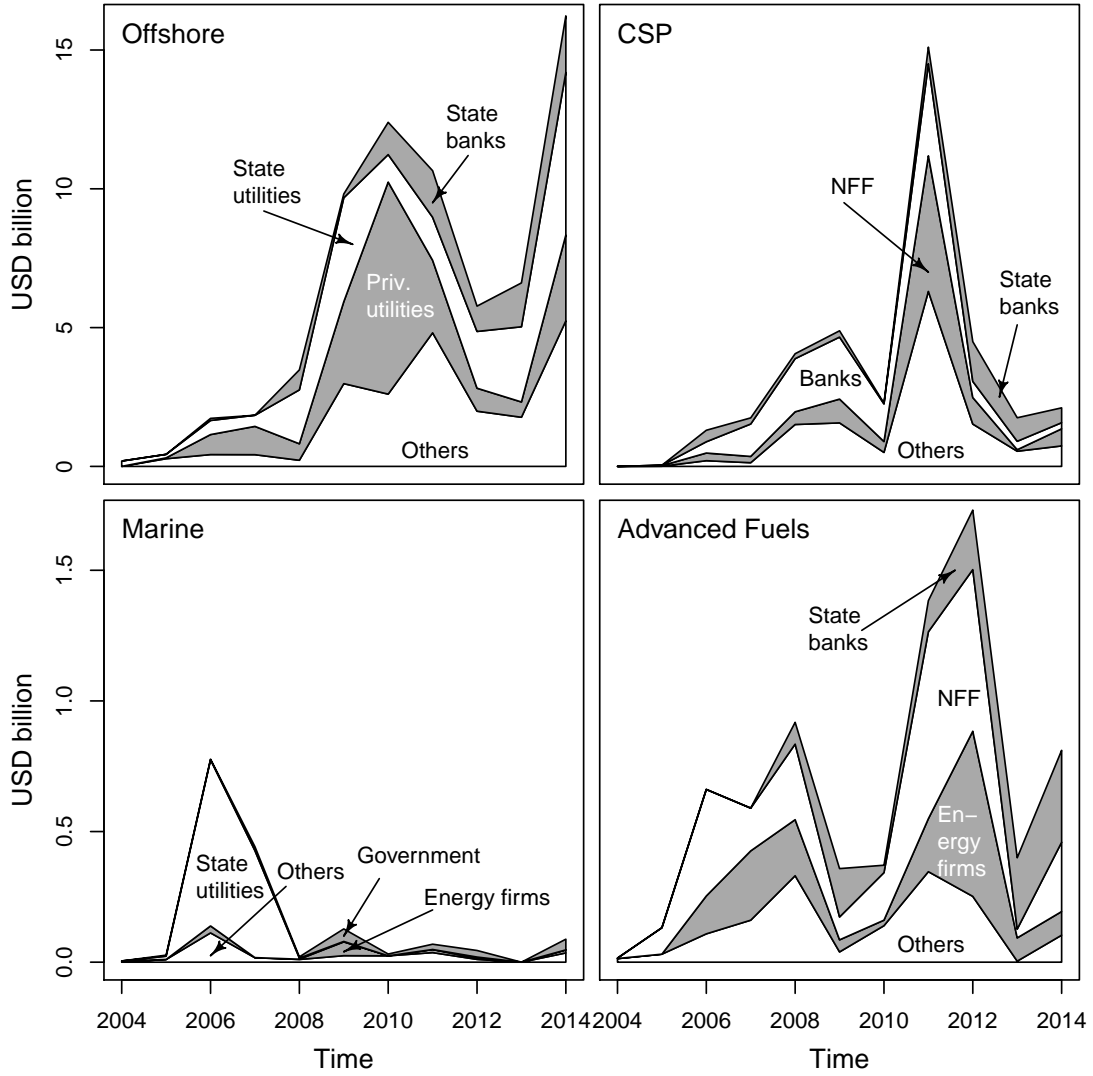 Offshore
CSP
15
10
5
0
USD billion
State
banks
State
utilities
Priv.
utilities
Others
NFF
State
banks
Banks
Others
Marine
Advanced Fuels
1.5
1.0
0.5
0.0
USD billion
State
utilities
Others
Government
Energy firms
State
banks
NFF
En−
ergy
firms
Others
2004 2006 2008 2010 2012 2014
2004 2006 2008 2010 2012 2014
Time
Time